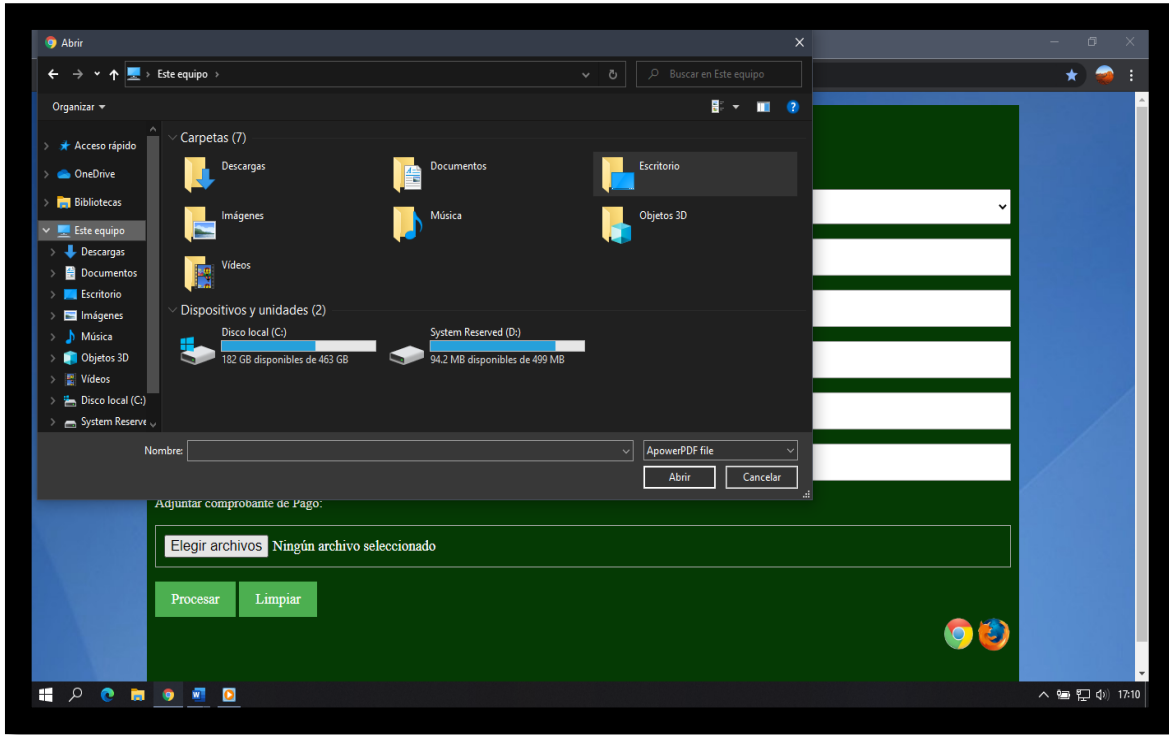 Abrir
Este equipo
Buscar en Este equipo
Organizar
Acceso rápido
OneDrive
Bibliotecas
Este equipo
Descargas
Documentos
Escritorio
Imágenes
Música
Objetos 3D
Vídeos
Disco local (C:)
System Reserve
Carpetas (7)
Descargas
Documentos
Escritorio
Imágenes
Música
Objetos 3D
Vídeos
Dispositivos y unidades (2)
Disco local (C:)
182 GB disponibles de 463 GB
System Reserved (D:)
94.2 MB disponibles de 499 MB
Nombre:
ApowerPDF file
Abrir Cancelar
Adjuntar comprobante de Pago:
Elegir archivos Ningún archivo seleccionado
Procesar Limpiar
17:10